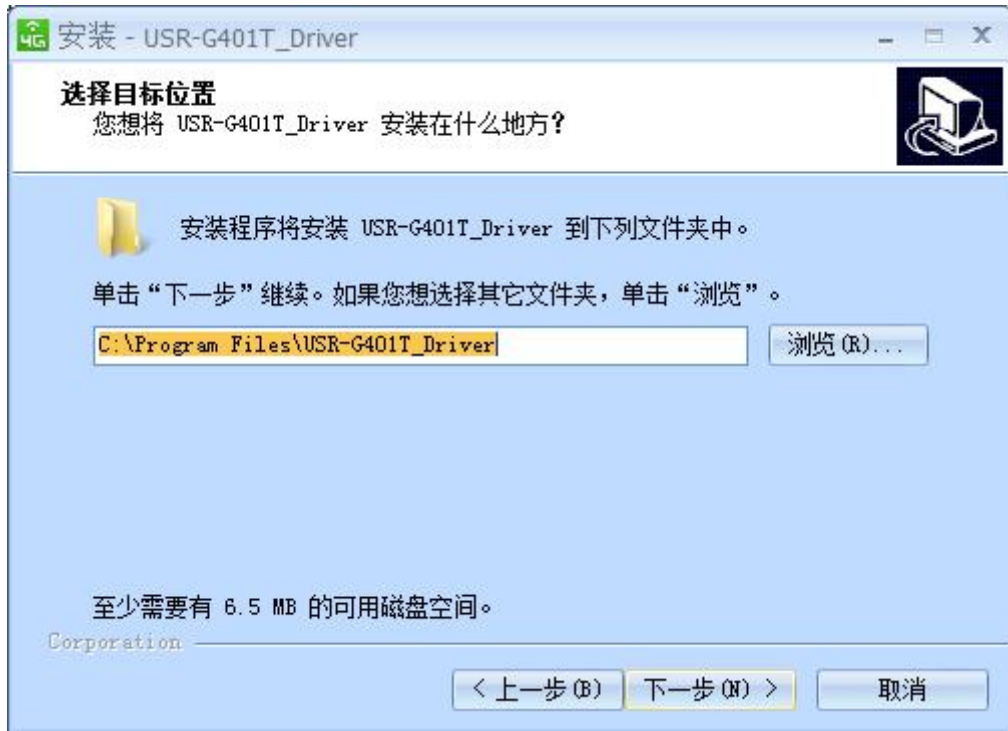 4G 安装 - USR-G401T_Driver
选择目标位置
您想将 USR-G401T_Driver 安装在什么地方?
安装程序将安装 USR-G401T_Driver 到下列文件夹中。
单击“下一步”继续。如果您想选择其它文件夹，单击“浏览”。
C:\Program Files\USR-G401T_Driver
浏览(R)...
至少需要有 6.5 MB 的可用磁盘空间。
Corporation
< 上一步(B) 下一步(N) > 取消